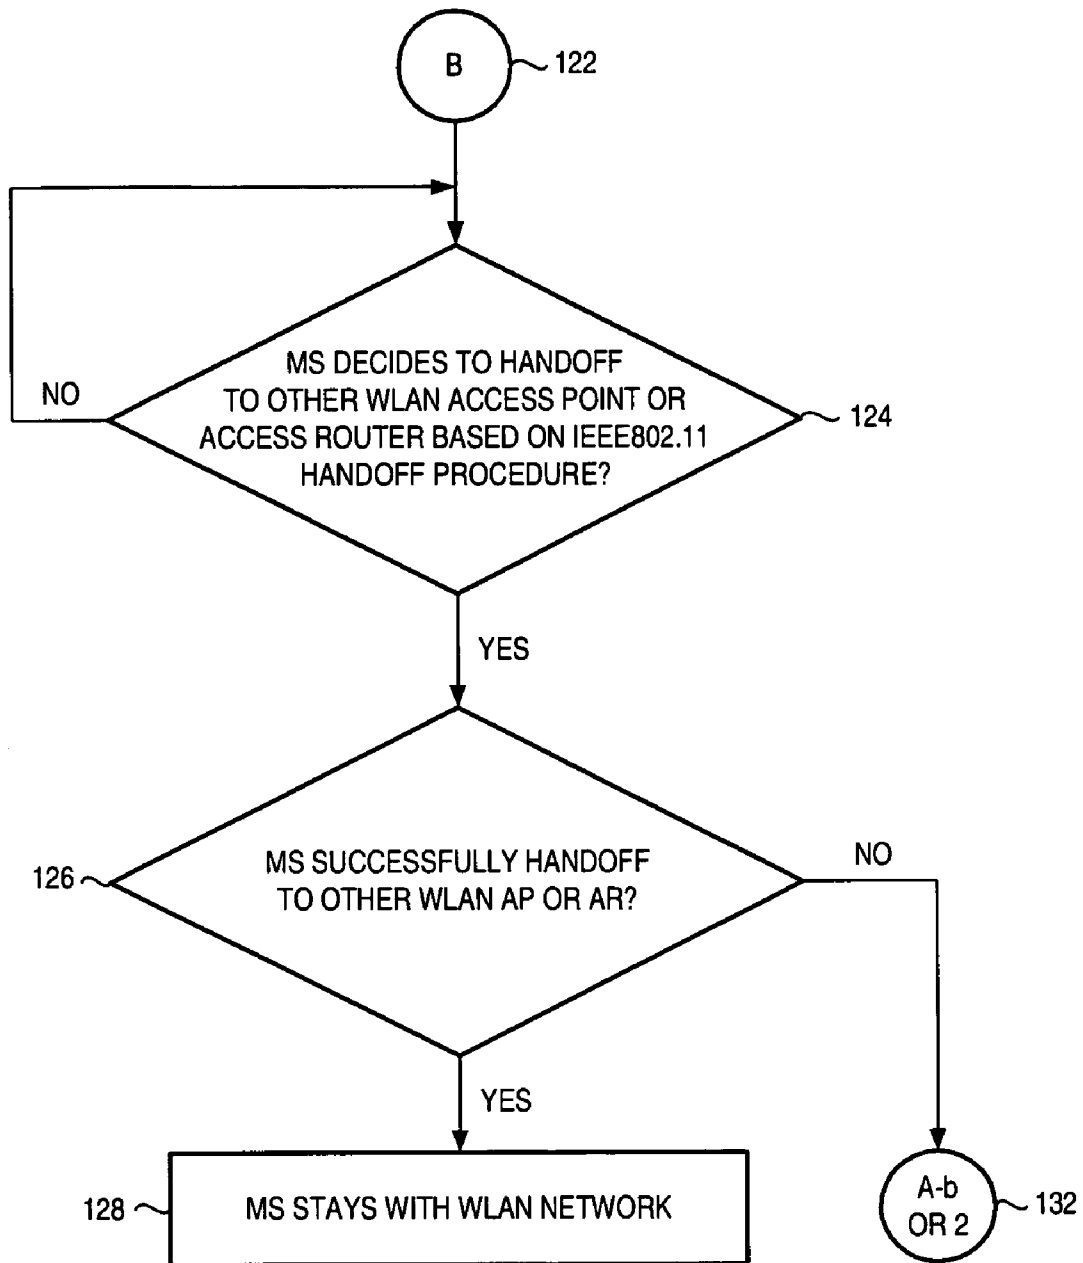 B
122
MS DECIDES TO HANDOFF
TO OTHER WLAN ACCESS POINT OR
ACCESS ROUTER BASED ON IEEE802.11
HANDOFF PROCEDURE?
NO
124
YES
MS SUCCESSFULLY HANDOFF
TO OTHER WLAN AP OR AR?
126
NO
YES
MS STAYS WITH WLAN NETWORK
128
A-b
OR 2
132